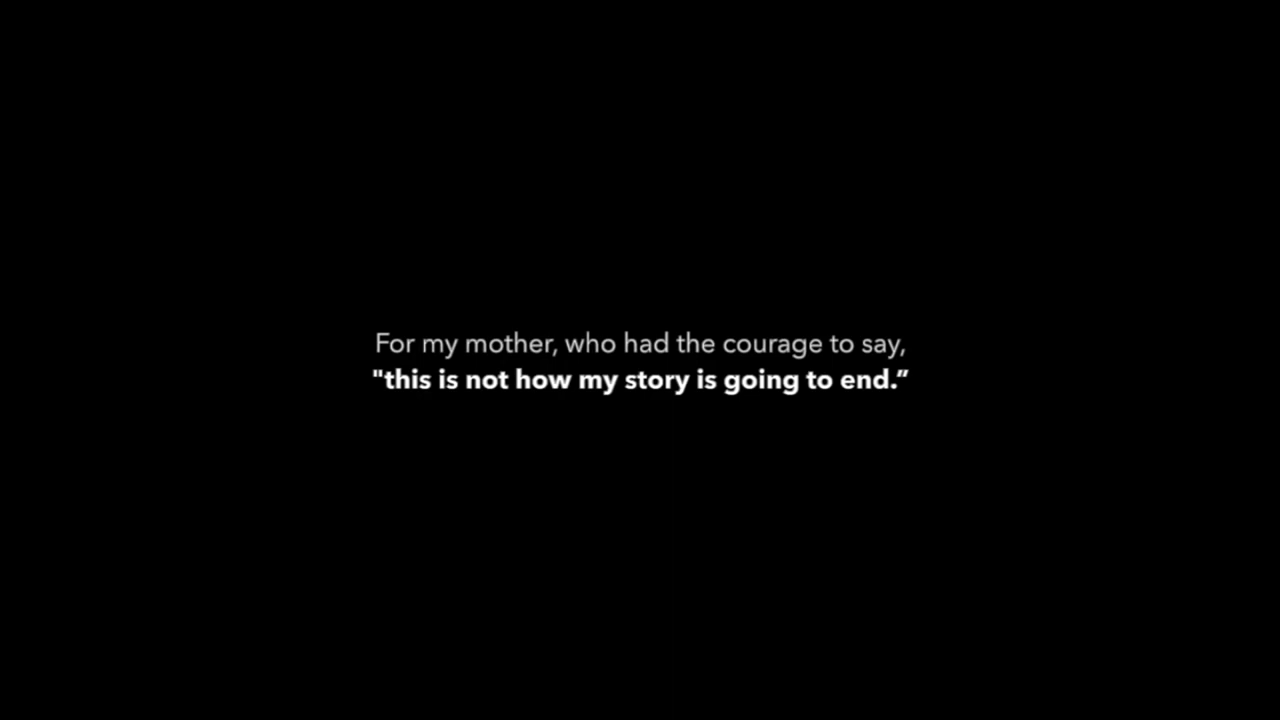 For my mother, who had the courage to say,
"this is not how my story is going to end.”